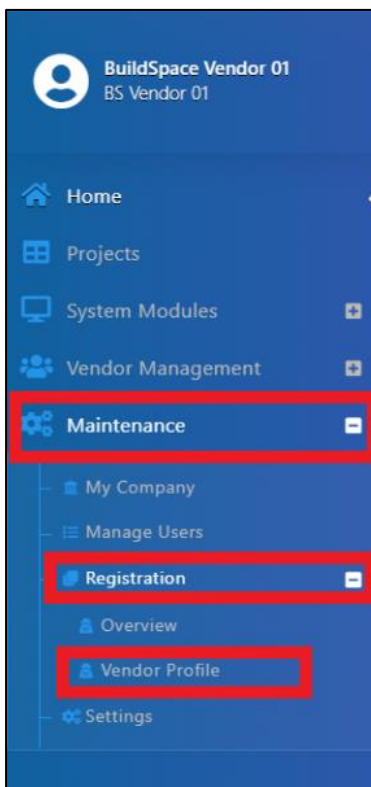 BuildSpace Vendor 01
BS Vendor 01
Home
Projects
System Modules
Vendor Management
Maintenance
My Company
Manage Users
Registration
Overview
Vendor Profile
Settings